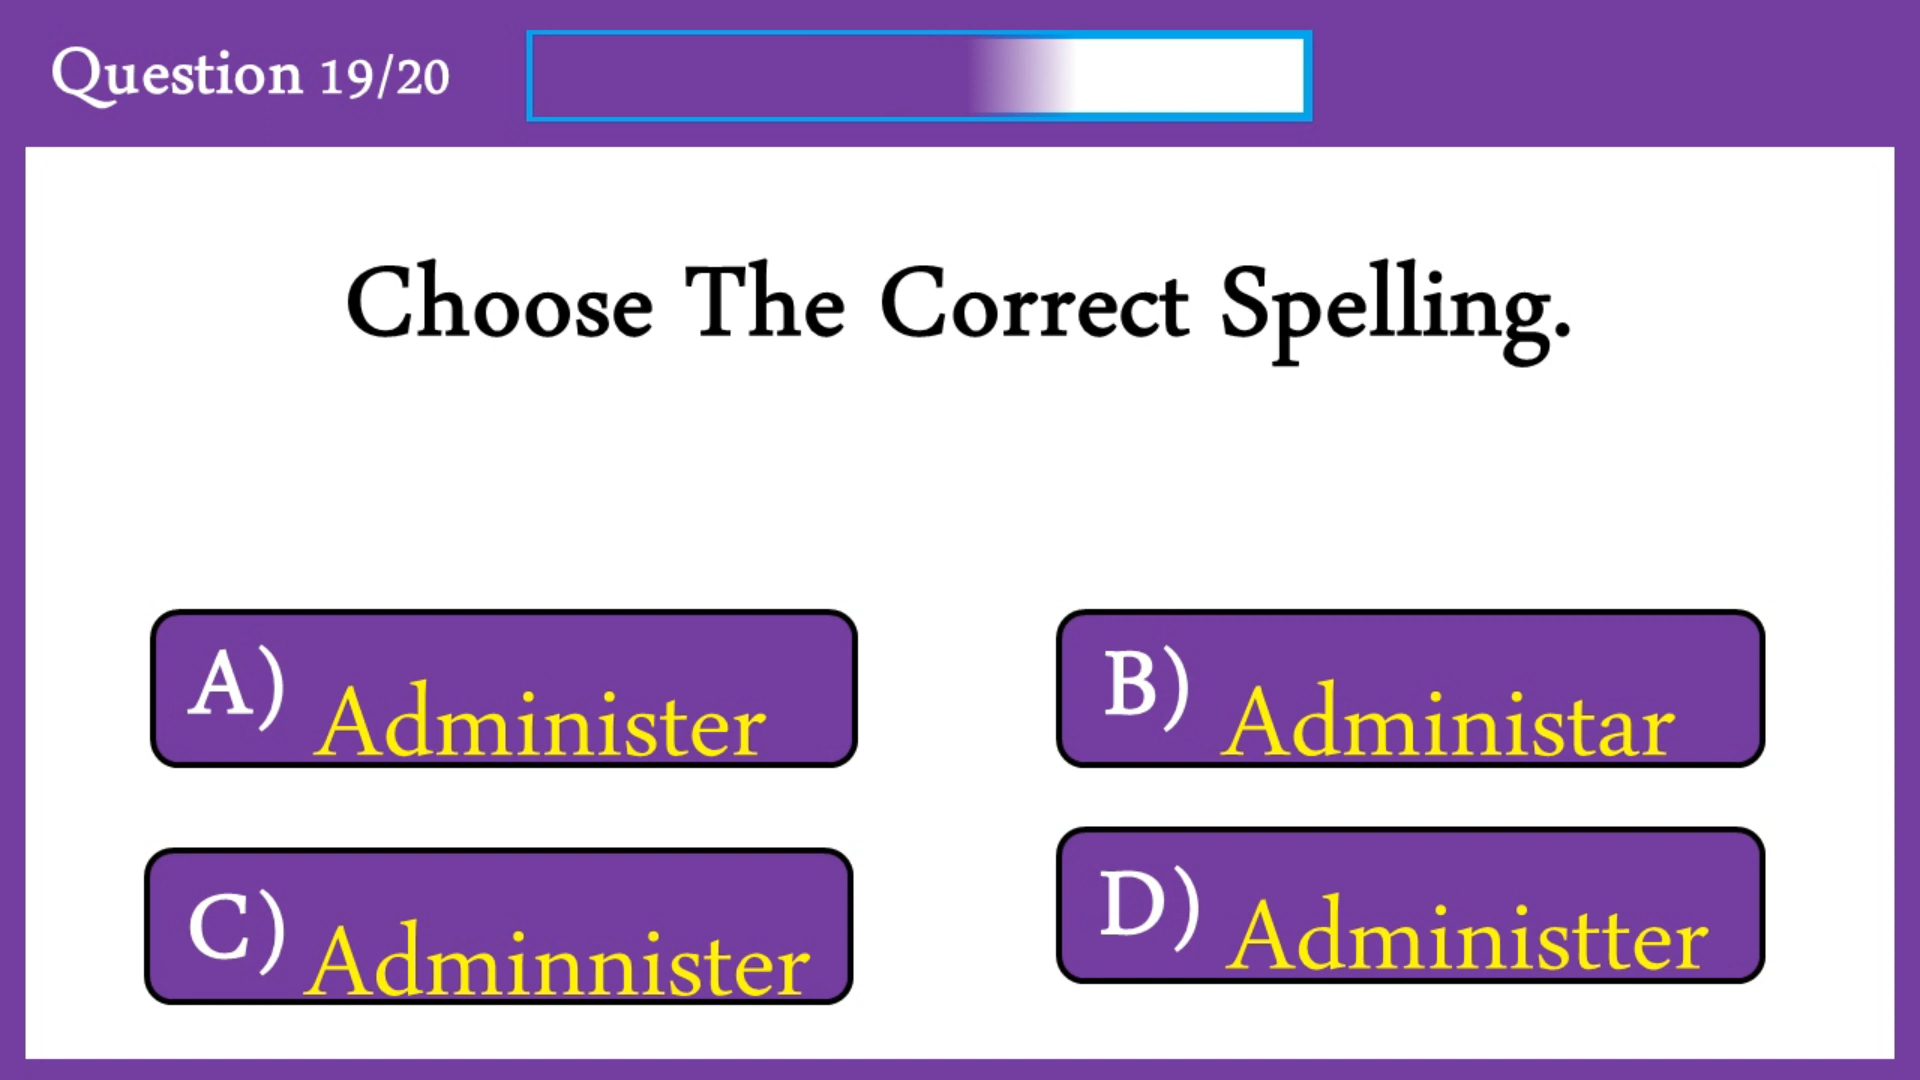 Question 19/20
Choose The Correct Spelling.
A) Administer
B) Administar
C) Adminnister
D) Administter